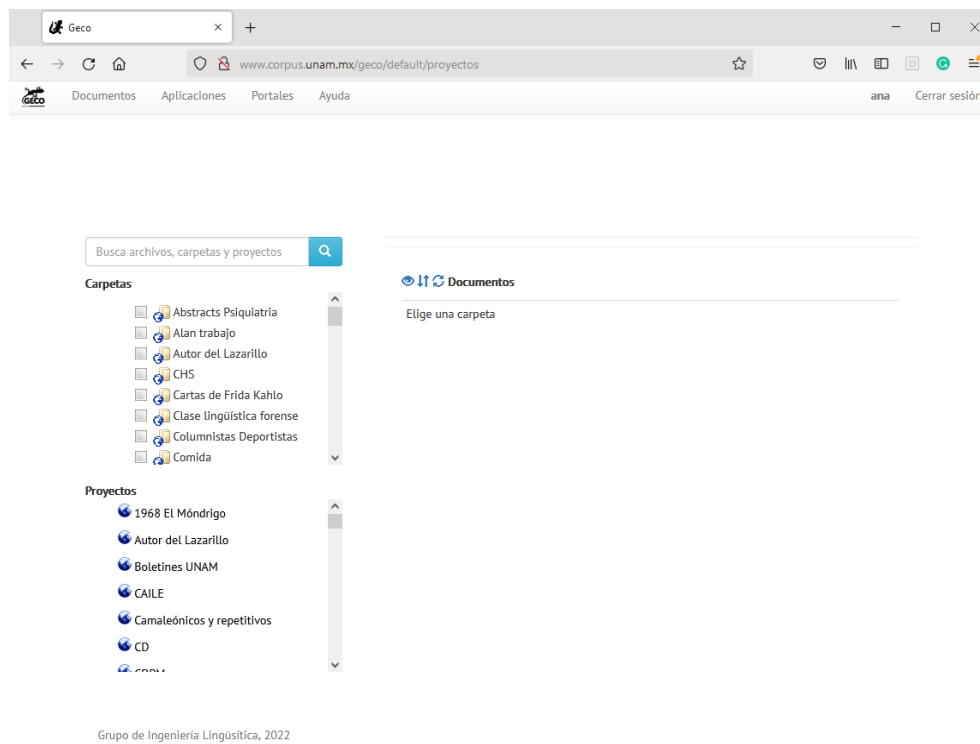 Geco
www.corpus.unam.mx/geco/default/proyectos
GECO Documentos Aplicaciones Portales Ayuda ana Cerrar sesión
Busca archivos, carpetas y proyectos
Carpetas
Abstracts Psiquiatria
Alan trabajo
Autor del Lazarillo
CHS
Cartas de Frida Kahlo
Clase lingüística forense
Columnistas Deportistas
Comida
Proyectos
1968 El Móndrigo
Autor del Lazarillo
Boletines UNAM
CAILE
Camaleónicos y repetitivos
CD
Documentos
Elige una carpeta
Grupo de Ingeniería Lingüsítica, 2022